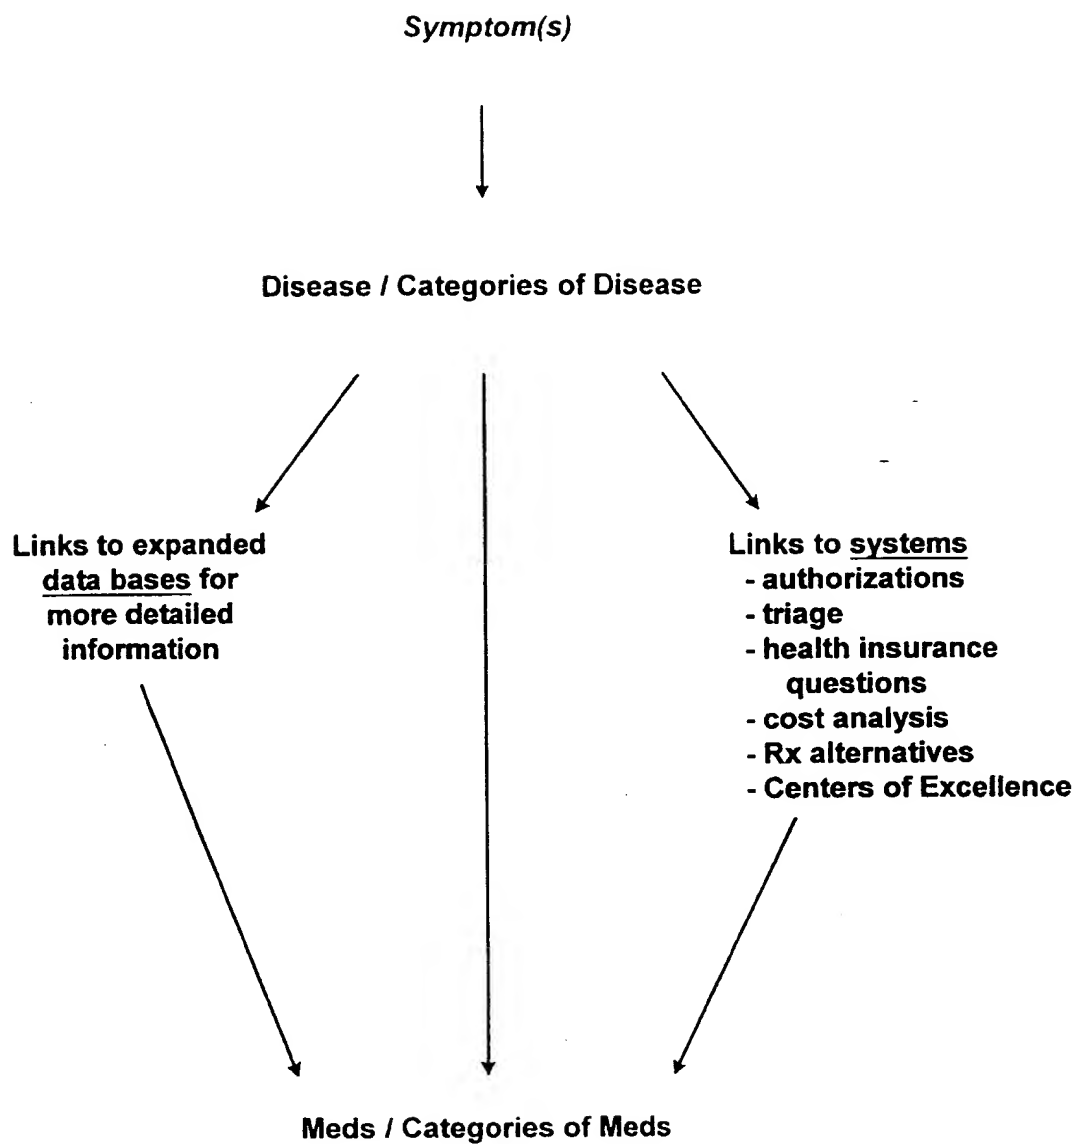 Symptom(s)
Disease / Categories of Disease
Links to expanded
data bases for
more detailed
information
Links to systems
- authorizations
- triage
- health insurance
questions
- cost analysis
- Rx alternatives
- Centers of Excellence
Meds / Categories of Meds